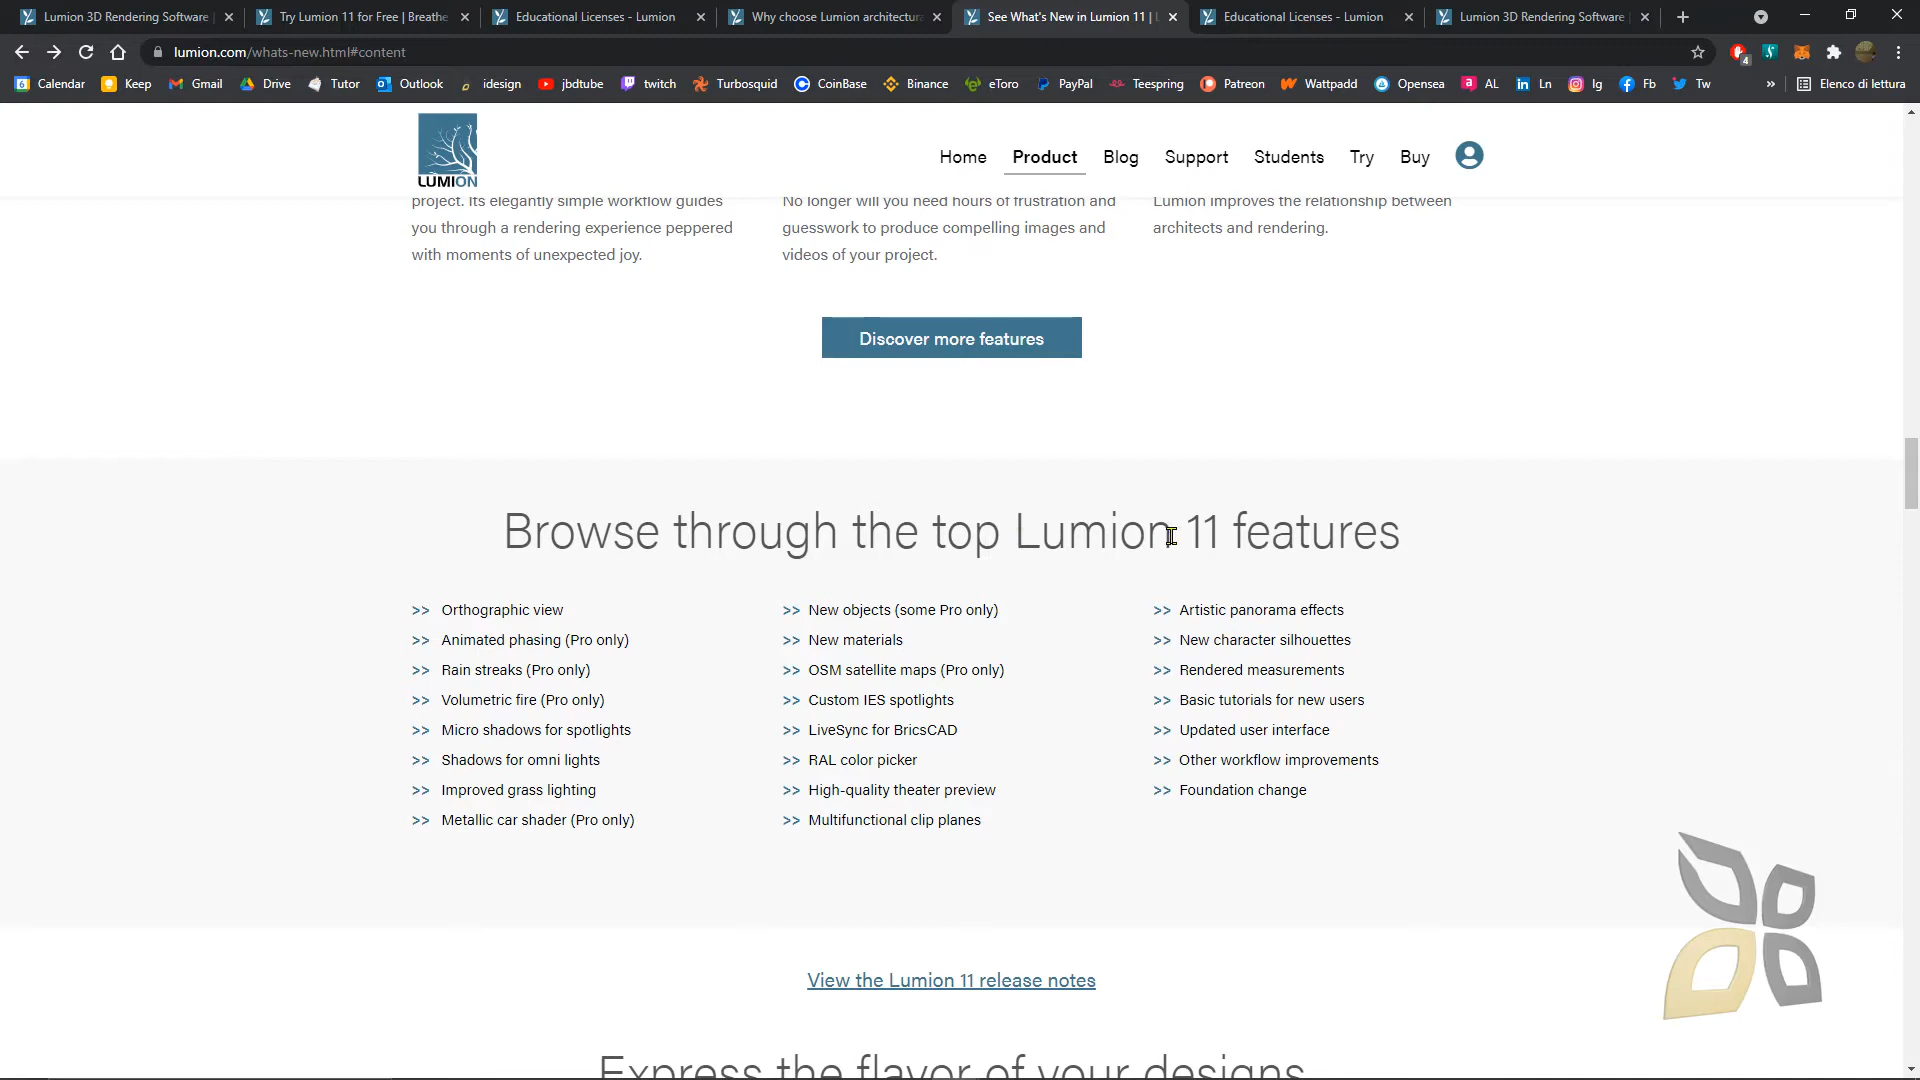 Lumion 3D Rendering Software
Try Lumion 11 for Free | Breathe
Educational Licenses - Lumion
Why choose Lumion architectura
See What's New in Lumion 11 | L
Educational Licenses - Lumion
Lumion 3D Rendering Software
lumion.com/whats-new.html#content
4
6 Calendar Keep Gmail Drive Tutor Outlook idesign jbdtube twitch Turbosquid CoinBase Binance eToro PayPal Teespring Patreon Wattpadd Opensea AL Ln Ig Fb Tw » Elenco di lettura
LUMION
Home Product Blog Support Students Try Buy
project. Its elegantly simple workflow guides
you through a rendering experience peppered
with moments of unexpected joy.
No longer will you need hours of frustration and
guesswork to produce compelling images and
videos of your project.
Lumion improves the relationship between
architects and rendering.
Discover more features
Browse through the top Lumion 11 features
>> Orthographic view
>> Animated phasing (Pro only)
>> Rain streaks (Pro only)
>> Volumetric fire (Pro only)
>> Micro shadows for spotlights
>> Shadows for omni lights
>> Improved grass lighting
>> Metallic car shader (Pro only)
>> New objects (some Pro only)
>> New materials
>> OSM satellite maps (Pro only)
>> Custom IES spotlights
>> LiveSync for BricsCAD
>> RAL color picker
>> High-quality theater preview
>> Multifunctional clip planes
>> Artistic panorama effects
>> New character silhouettes
>> Rendered measurements
>> Basic tutorials for new users
>> Updated user interface
>> Other workflow improvements
>> Foundation change
View the Lumion 11 release notes
Express the flavor of your designs